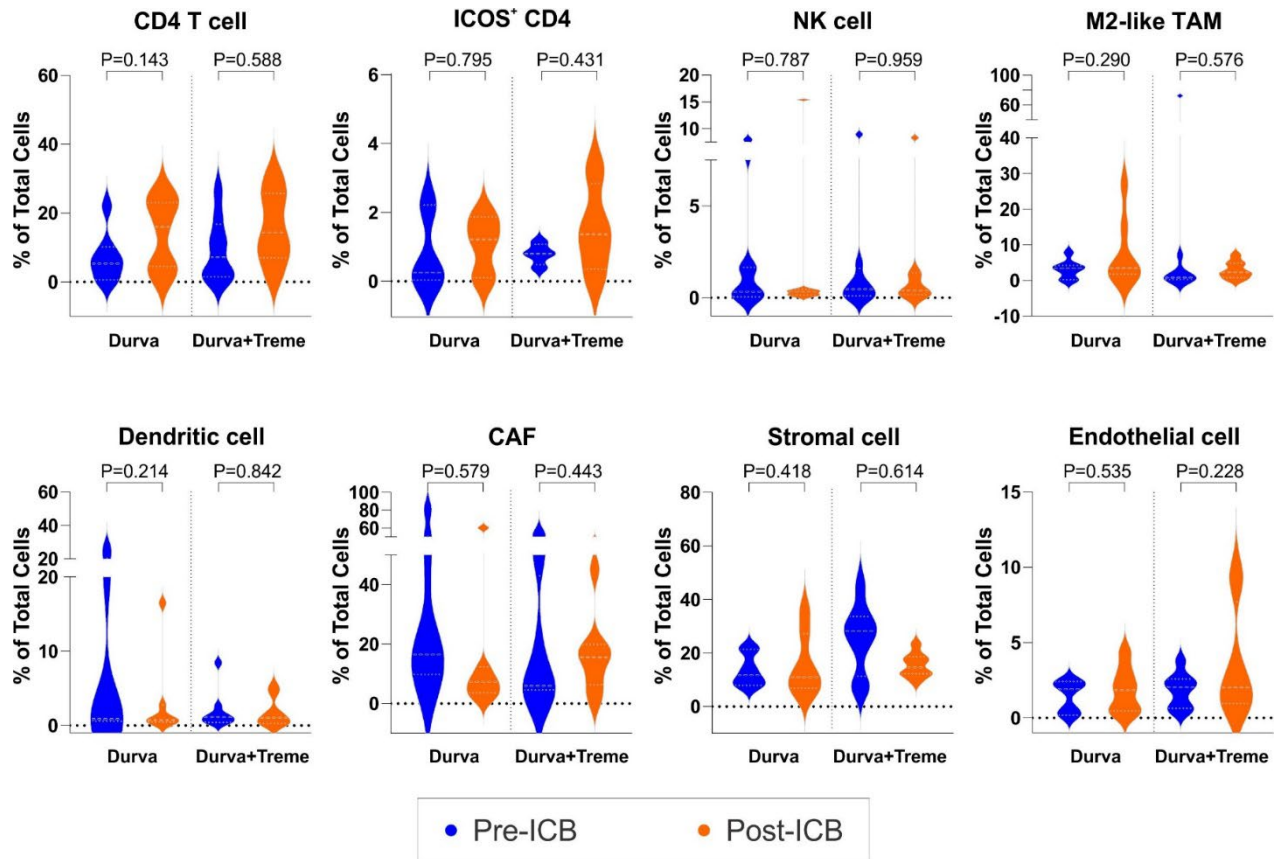 CD4 T cell
P=0.143 P=0.588
% of Total Cells
60
40
20
0
Durva Durva+Treme
ICOS⁺ CD4
P=0.795 P=0.431
% of Total Cells
6
4
2
0
Durva Durva+Treme
NK cell
P=0.787 P=0.959
% of Total Cells
20
15
10
5
0
Durva Durva+Treme
M2-like TAM
P=0.290 P=0.576
% of Total Cells
100
80
60
40
30
20
10
0
-10
Durva Durva+Treme
Dendritic cell
P=0.214 P=0.842
% of Total Cells
60
40
20
20
10
0
Durva Durva+Treme
CAF
P=0.579 P=0.443
% of Total Cells
100
80
60
40
20
0
Durva Durva+Treme
Stromal cell
P=0.418 P=0.614
% of Total Cells
80
60
40
20
0
Durva Durva+Treme
Endothelial cell
P=0.535 P=0.228
% of Total Cells
15
10
5
0
Durva Durva+Treme
Pre-ICB Post-ICB